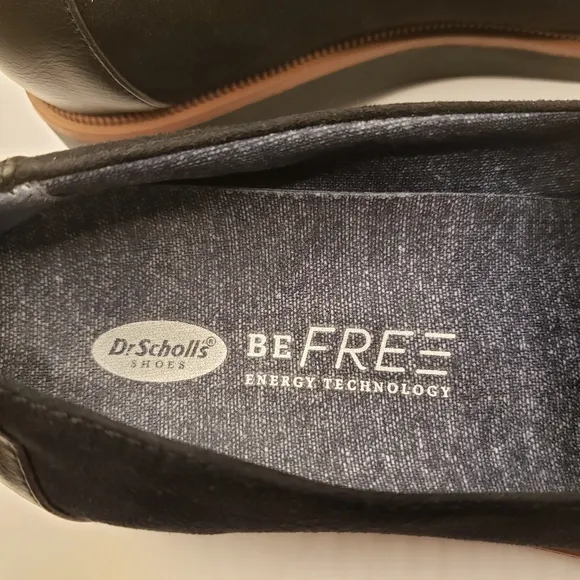 Dr. Scholl's®
SHOES
BE FREE
ENERGY TECHNOLOGY